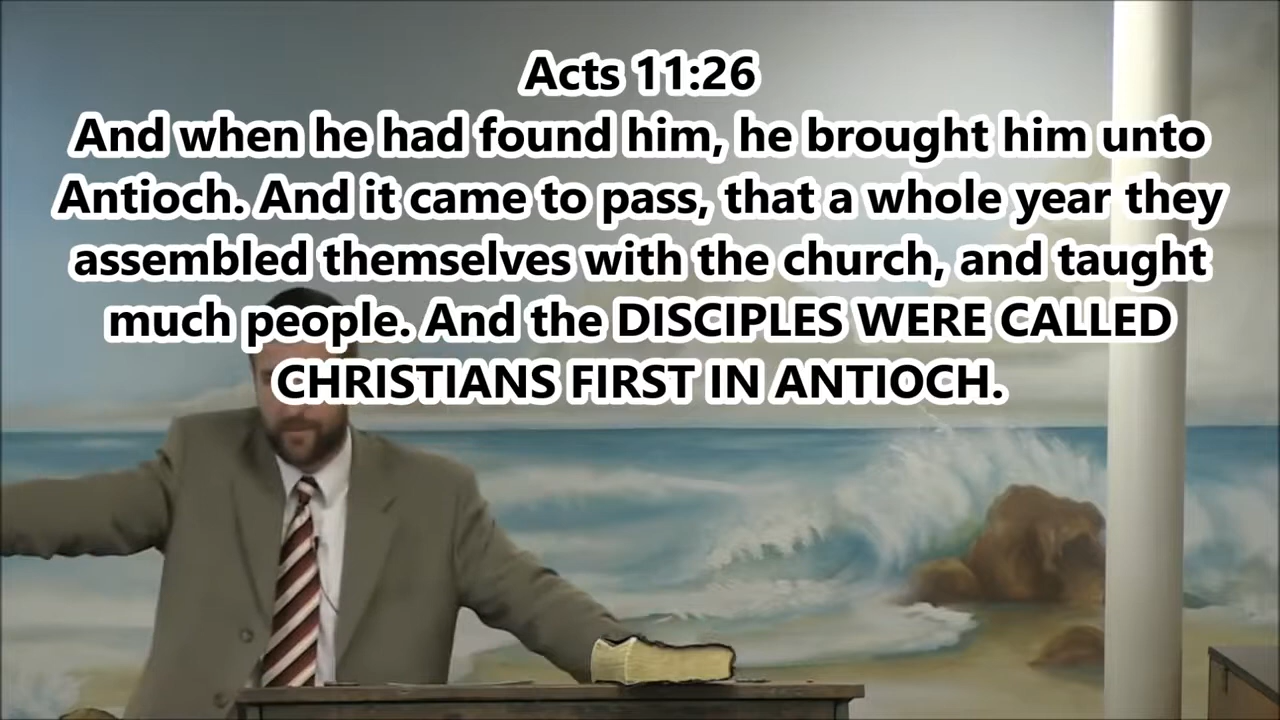 Acts 11:26
And when he had found him, he brought him unto
Antioch. And it came to pass, that a whole year they
assembled themselves with the church, and taught
much people. And the DISCIPLES WERE CALLED
CHRISTIANS FIRST IN ANTIOCH.